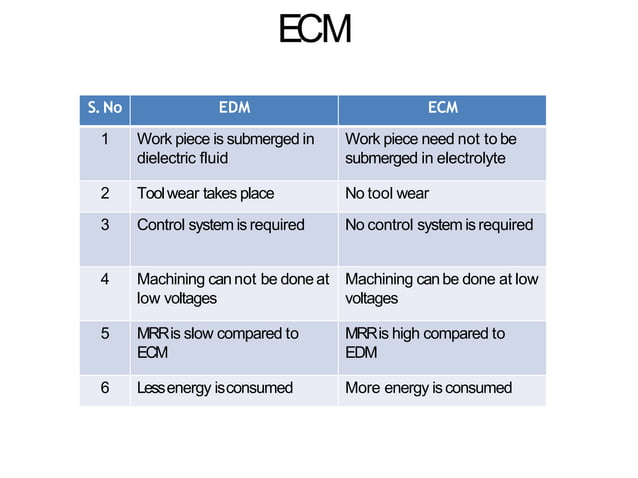 ECM
S. No EDM ECM
1 Work piece is submerged in Work piece need not to be
dielectric fluid submerged in electrolyte
2 Tool wear takes place No tool wear
3 Control system is required No control system is required
4 Machining can not be done at Machining can be done at low
low voltages voltages
5 MRR is slow compared to MRR is high compared to
ECM EDM
6 Less energy is consumed More energy is consumed